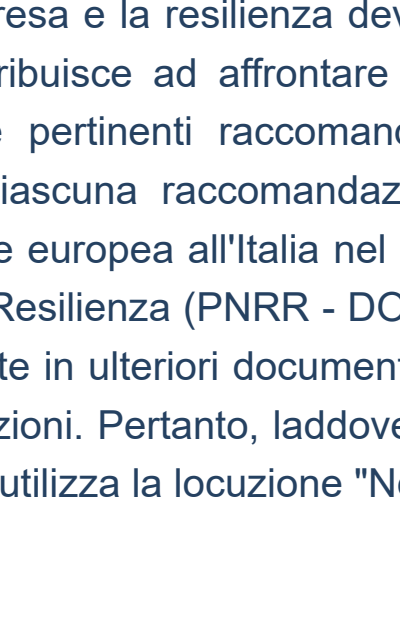 resa e la resilienza dev
ribuisce ad affrontare
e pertinenti raccomand
iascuna raccomandaz
e europea all'Italia nel
Resilienza (PNRR - DO
te in ulteriori document
zioni. Pertanto, laddove
utilizza la locuzione "No